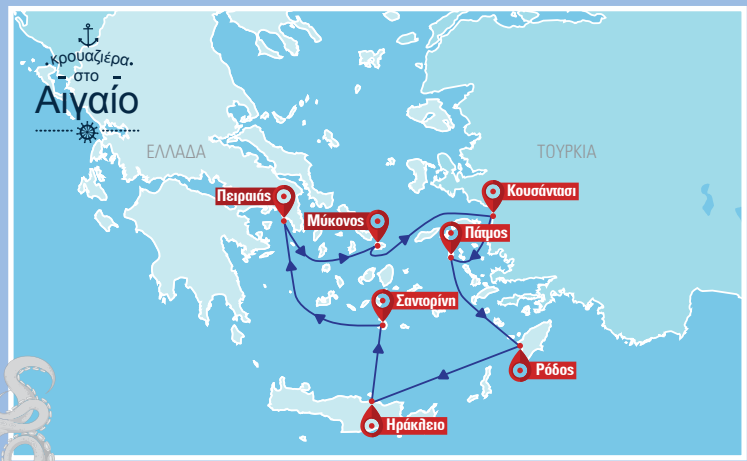 κρουαζιέρα
στο
Αιγαίο
ΕΛΛΑΔΑ
ΤΟΥΡΚΙΑ
Πειραιάς
Κουσάντασι
Μύκονος
Πάτμος
Σαντορίνη
Ρόδος
Ηράκλειο